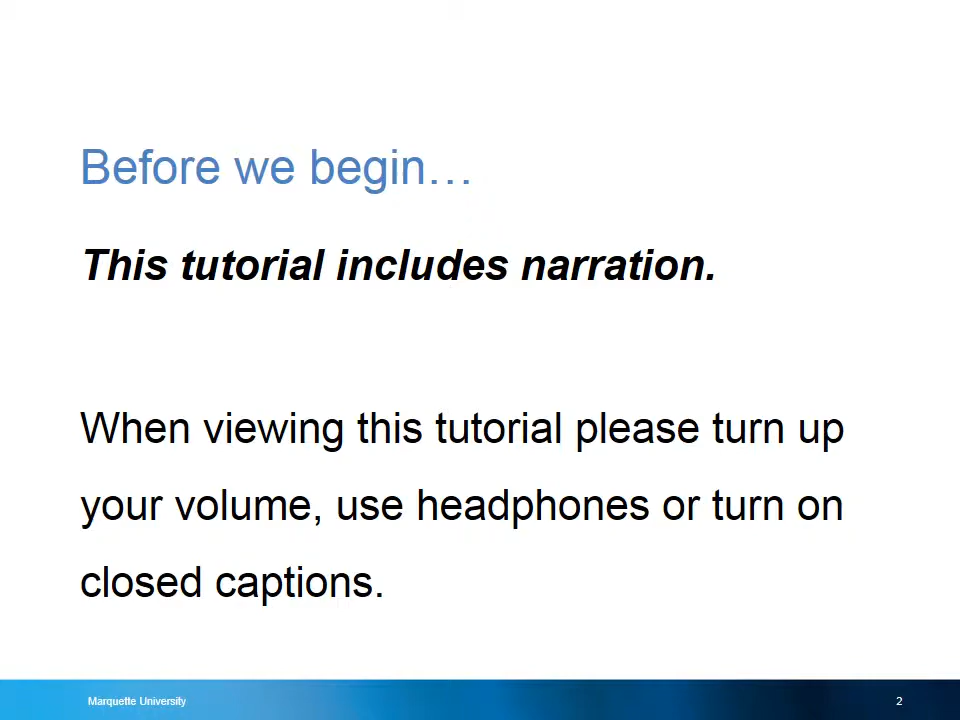 Before we begin…
This tutorial includes narration.
When viewing this tutorial please turn up
your volume, use headphones or turn on
closed captions.
Marquette University
2